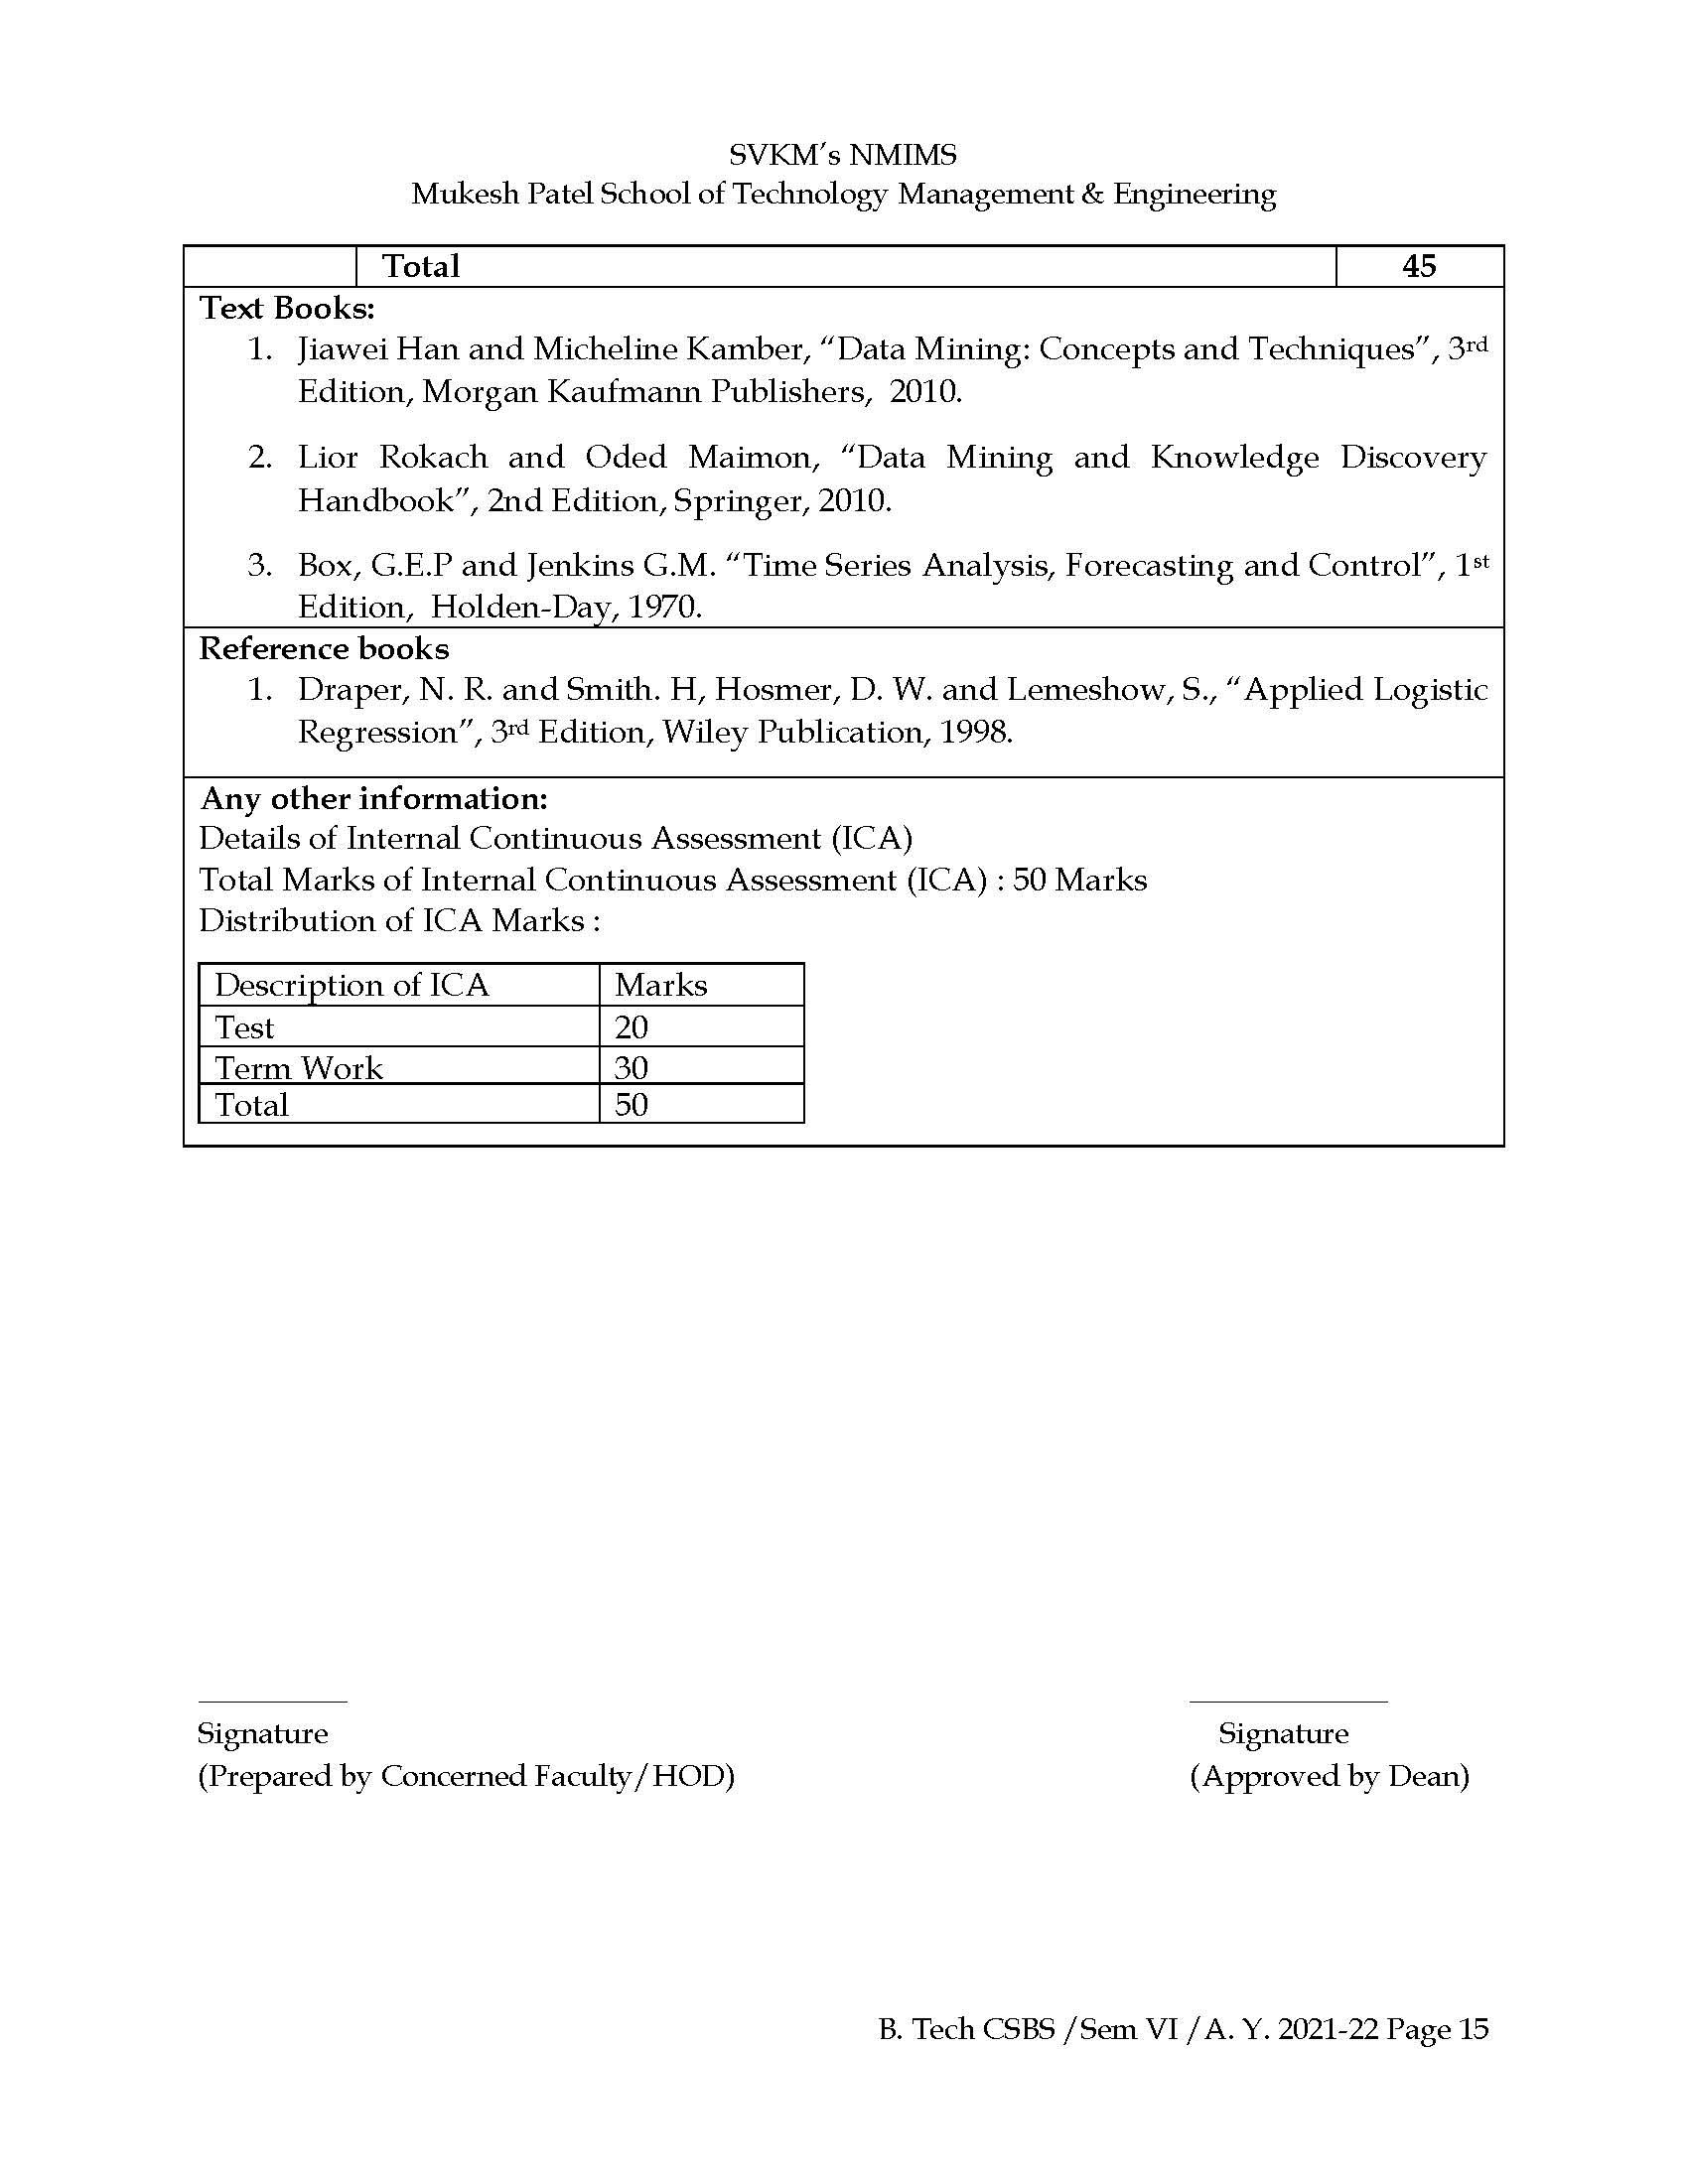 SVKM's NMIMS
Mukesh Patel School of Technology Management & Engineering
Total 45
Text Books:
1. Jiawei Han and Micheline Kamber, “Data Mining: Concepts and Techniques”, 3rd
Edition, Morgan Kaufmann Publishers, 2010.
2. Lior Rokach and Oded Maimon, “Data Mining and Knowledge Discovery
Handbook”, 2nd Edition, Springer, 2010.
3. Box, G.E.P and Jenkins G.M. “Time Series Analysis, Forecasting and Control”, 1st
Edition, Holden-Day, 1970.
Reference books
1. Draper, N. R. and Smith. H, Hosmer, D. W. and Lemeshow, S., “Applied Logistic
Regression”, 3rd Edition, Wiley Publication, 1998.
Any other information:
Details of Internal Continuous Assessment (ICA)
Total Marks of Internal Continuous Assessment (ICA) : 50 Marks
Distribution of ICA Marks :
Description of ICA Marks
Test 20
Term Work 30
Total 50
Signature Signature
(Prepared by Concerned Faculty/HOD) (Approved by Dean)
B. Tech CSBS /Sem VI /A. Y. 2021-22 Page 15